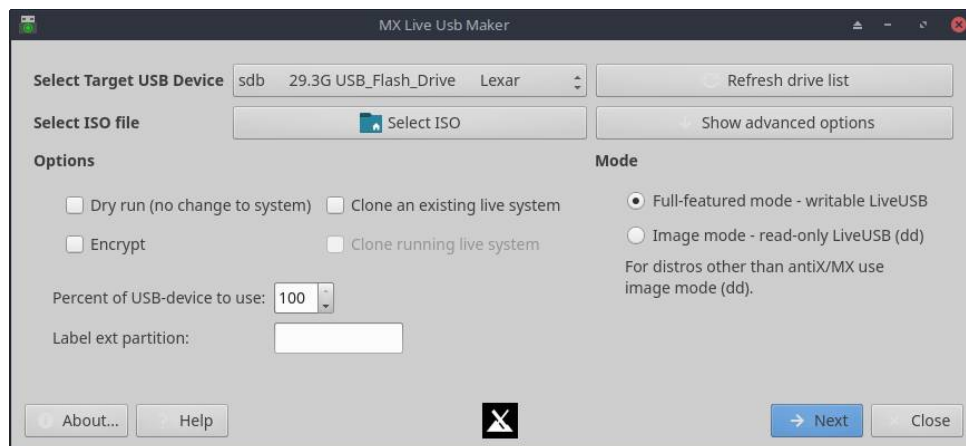 MX Live Usb Maker
Select Target USB Device sdb 29.3G USB_Flash_Drive Lexar Refresh drive list
Select ISO file Select ISO Show advanced options
Options Mode
Dry run (no change to system) Clone an existing live system Full-featured mode - writable LiveUSB
Encrypt Clone running live system Image mode - read-only LiveUSB (dd)
For distros other than antiX/MX use
image mode (dd).
Percent of USB-device to use: 100
Label ext partition:
About... Help Next Close